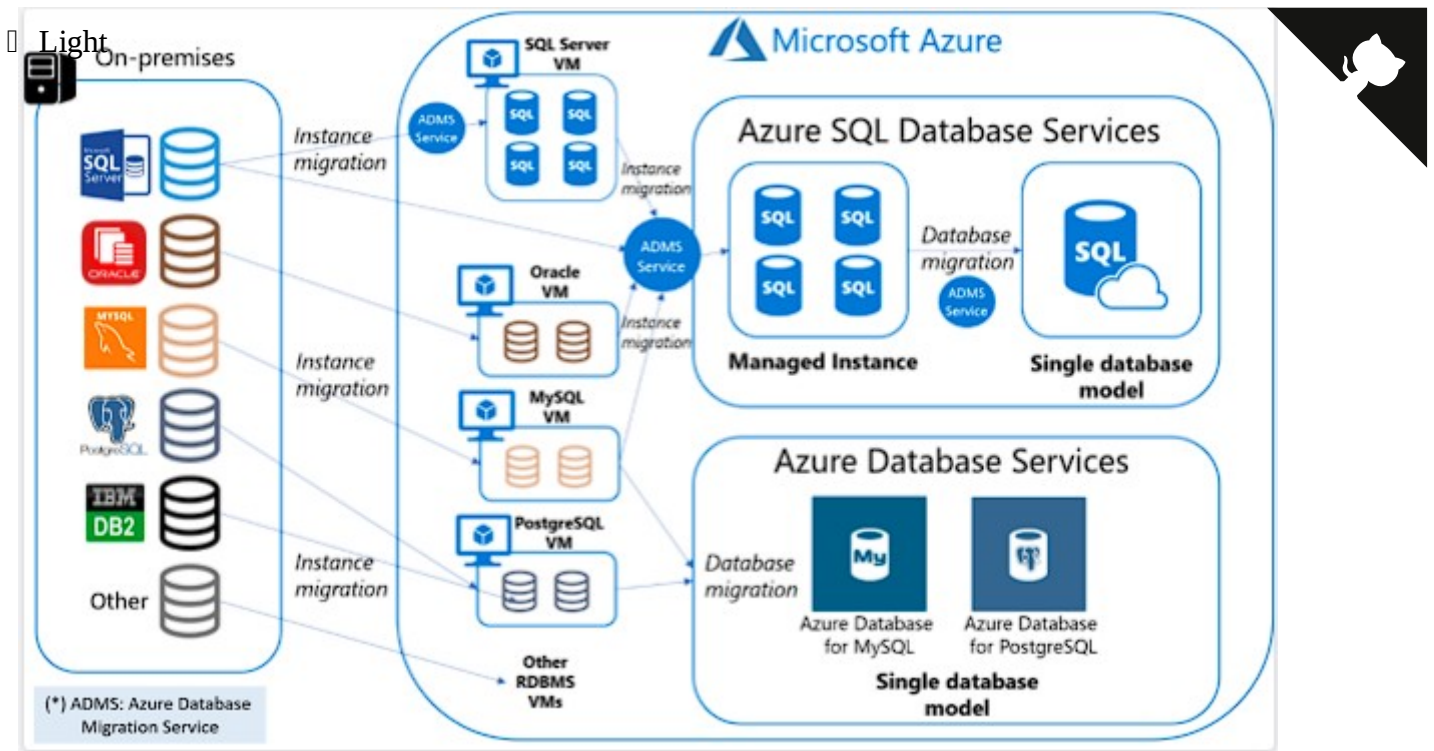 Light
On-premises
Microsoft
SQL
Server
ORACLE
MYSQL
PostgreSQL
IBM
DB2
Other
(*) ADMS: Azure Database
Migration Service
Instance
migration
Instance
migration
Instance
migration
Microsoft Azure
SQL Server
VM
ADMS
Service
SQL
SQL
SQL
SQL
Instance
migration
ADMS
Service
Oracle
VM
Instance
migration
MySQL
VM
PostgreSQL
VM
Other
RDBMS
VMs
Azure SQL Database Services
SQL
SQL
SQL
SQL
Managed Instance
Database
migration
ADMS
Service
SQL
Single database
model
Azure Database Services
Database
migration
My
Azure Database
for MySQL
Azure Database
for PostgreSQL
Single database
model